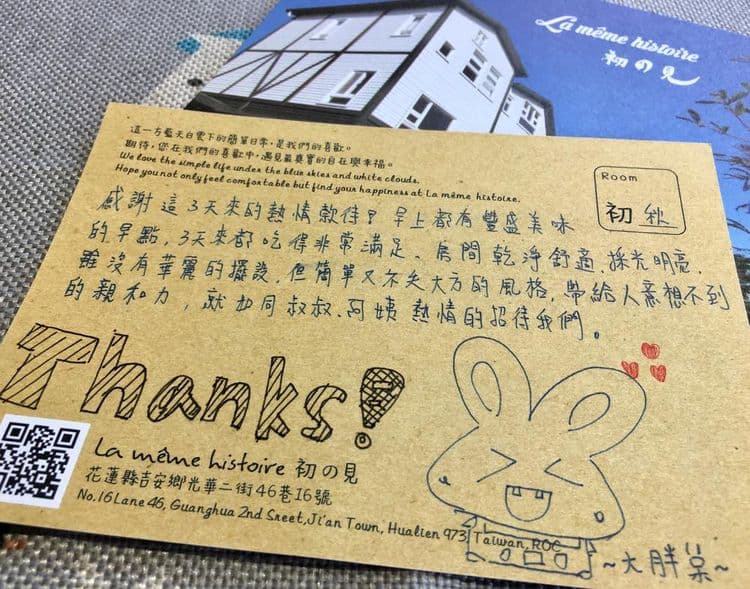 La même histoire
初の見
這一方藍天白雲下的簡單日常，是我們的喜歡。
期待，您在我們的喜歡中，遇見最真實的自在與幸福。
We love the simple life under the blue skies and white clouds.
Hope you not only feel comfortable but find your happiness at La même histoire.
Room
初 秋
感謝這3天來的熱情款待！早上都有豐盛美味
的早點，3天來都吃得非常滿足、房間乾淨舒適，採光明亮，
雖沒有華麗的擺設，但簡單又不失大方的風格，帶給人意想不到
的親和力，就如同叔叔、阿姨熱情的招待我們。
Thanks!
La même histoire 初の見
花蓮縣吉安鄉光華二街46巷16號
No.16 Lane 46, Guanghua 2nd Sreet, Ji'an Town, Hualien 973, Taiwan, ROC
~大胖~